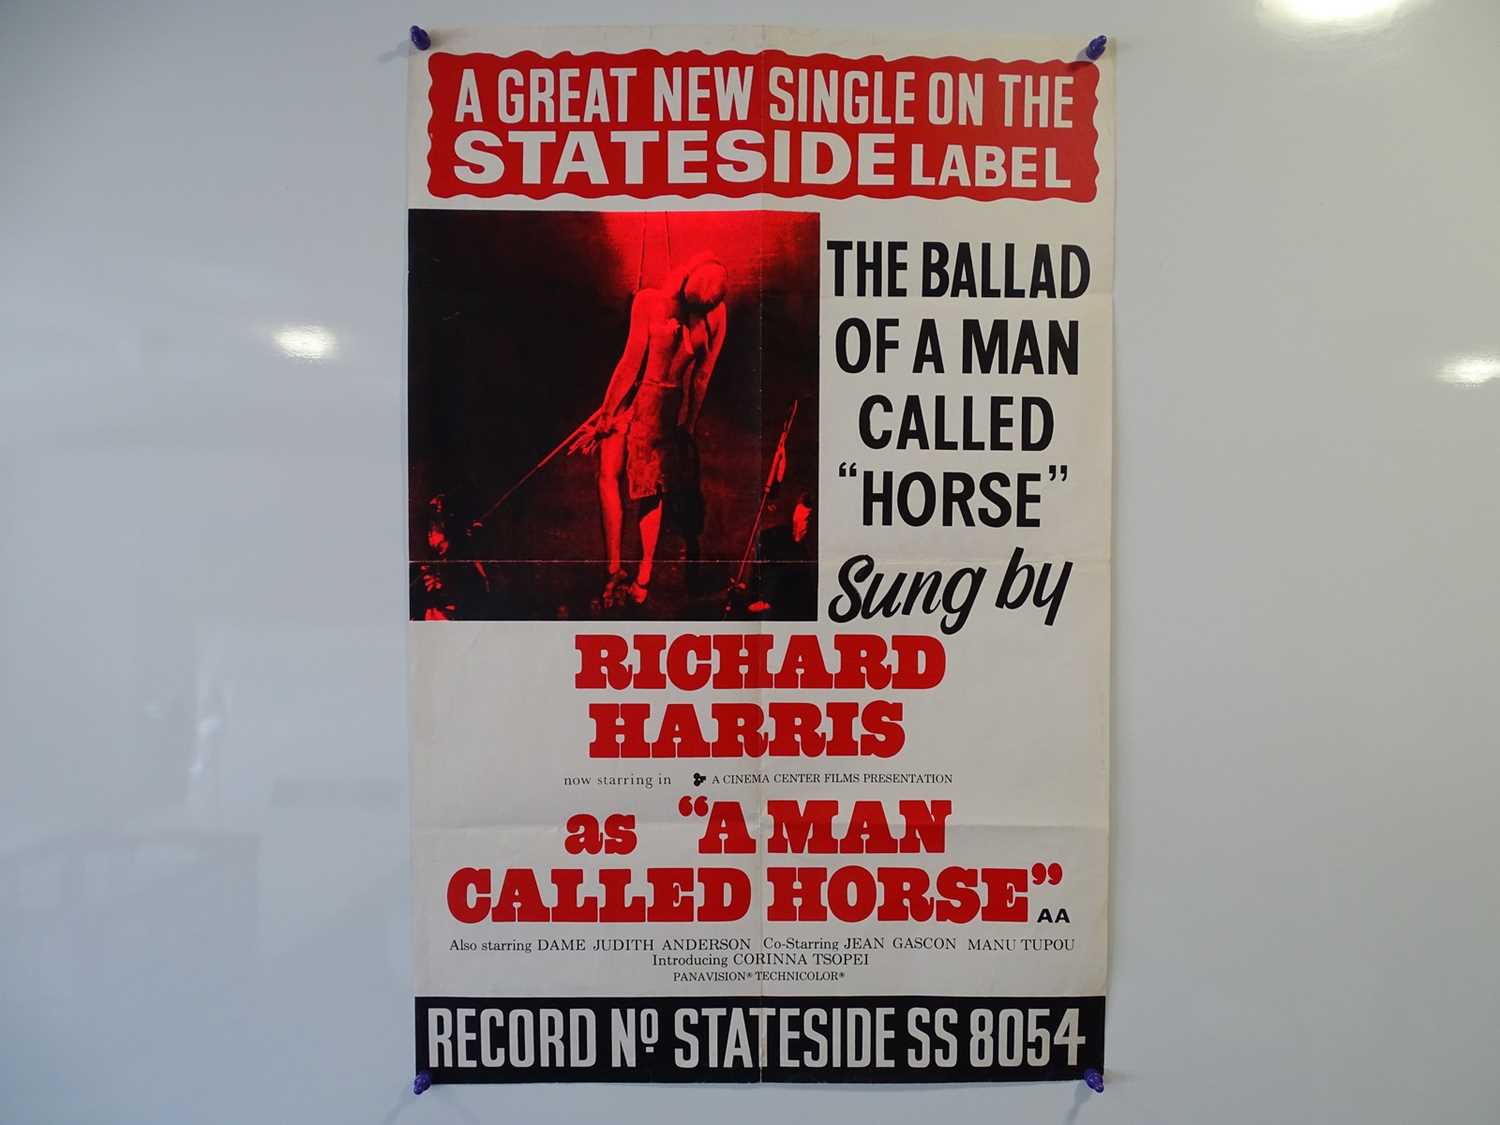 A GREAT NEW SINGLE ON THE
STATESIDE LABEL
THE BALLAD
OF A MAN
CALLED
“HORSE”
Sung by
RICHARD
HARRIS
now starring in A CINEMA CENTER FILMS PRESENTATION
as “A MAN
CALLED HORSE” AA
Also starring DAME JUDITH ANDERSON Co-Starring JEAN GASCON MANU TUPOU
Introducing CORINNA TSOPEI
PANAVISION® TECHNICOLOR®
RECORD Nº STATESIDE SS 8054